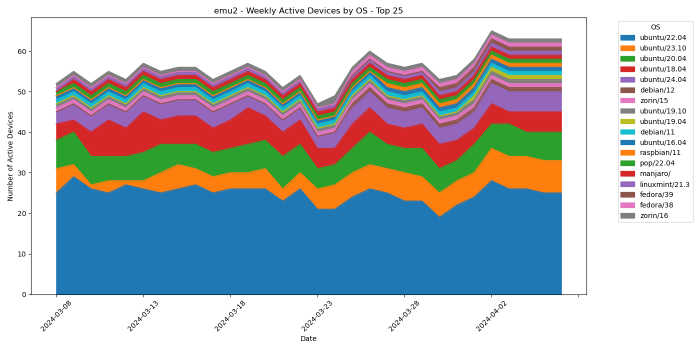 emu2 - Weekly Active Devices by OS - Top 25
Number of Active Devices
60
50
40
30
20
10
0
2024-03-08
2024-03-13
2024-03-18
2024-03-23
2024-03-28
2024-04-02
Date
OS
ubuntu/22.04
ubuntu/23.10
ubuntu/20.04
ubuntu/18.04
ubuntu/24.04
debian/12
zorin/15
ubuntu/19.10
ubuntu/19.04
debian/11
ubuntu/16.04
raspbian/11
pop/22.04
manjaro/
linuxmint/21.3
fedora/39
fedora/38
zorin/16